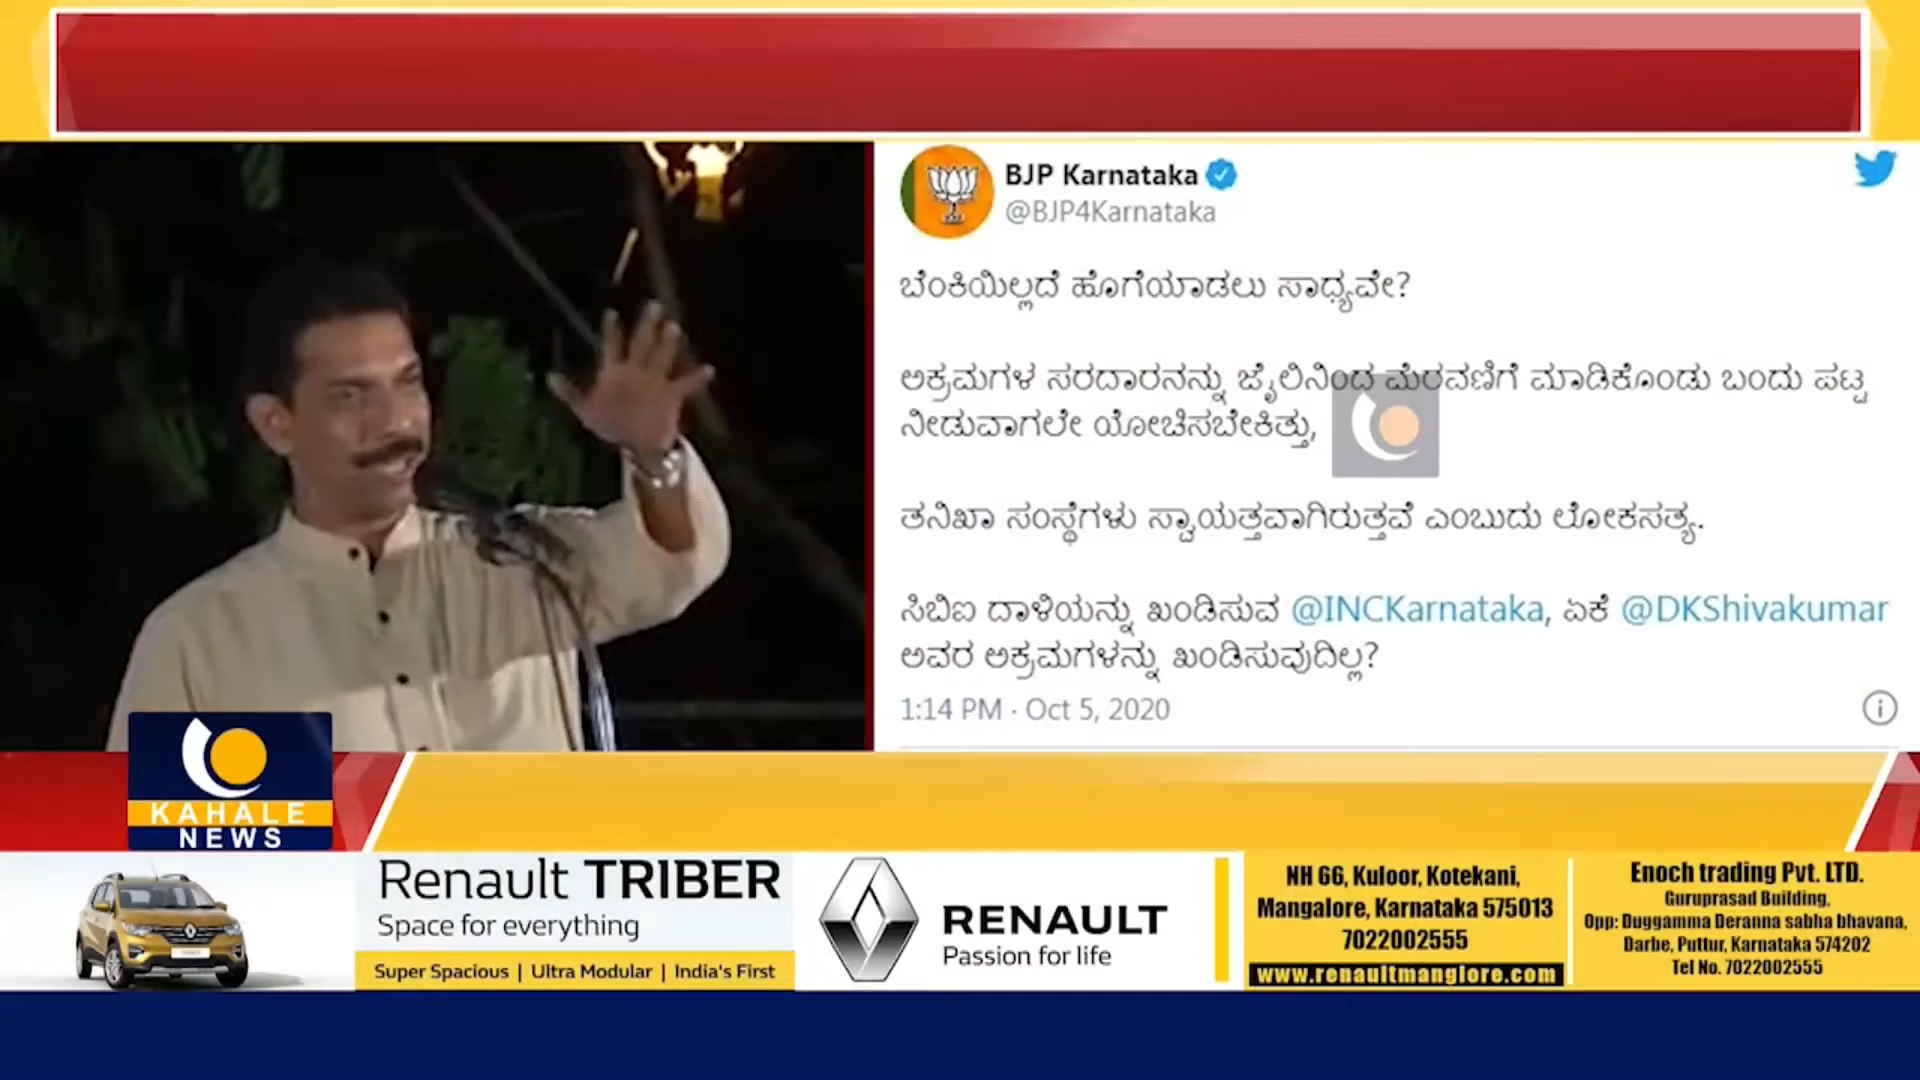 BJP Karnataka
@BJP4Karnataka
ಬೆಂಕಿಯಿಲ್ಲದೆ ಹೊಗೆಯಾಡಲು ಸಾಧ್ಯವೇ?
ಅಕ್ರಮಗಳ ಸರದಾರನನ್ನು ಜೈಲಿನಿಂದ ಮೆರವಣಿಗೆ ಮಾಡಿಕೊಂಡು ಬಂದು ಪಟ್ಟ
ನೀಡುವಾಗಲೇ ಯೋಚಿಸಬೇಕಿತ್ತು,
ತನಿಖಾ ಸಂಸ್ಥೆಗಳು ಸ್ವಾಯತ್ತವಾಗಿರುತ್ತವೆ ಎಂಬುದು ಲೋಕಸತ್ಯ.
ಸಿಬಿಐ ದಾಳಿಯನ್ನು ಖಂಡಿಸುವ @INCKarnataka, ಏಕೆ @DKShivakumar
ಅವರ ಅಕ್ರಮಗಳನ್ನು ಖಂಡಿಸುವುದಿಲ್ಲ?
1:14 PM · Oct 5, 2020
KAHALE
NEWS
Renault TRIBER
Space for everything
Super Spacious | Ultra Modular | India's First
RENAULT
Passion for life
NH 66, Kuloor, Kotekani,
Mangalore, Karnataka 575013
7022002555
www.renaultmanglore.com
Enoch trading Pvt. LTD.
Guruprasad Building,
Opp: Duggamma Deranna sabha bhavana,
Darbe, Puttur, Karnataka 574202
Tel No. 7022002555